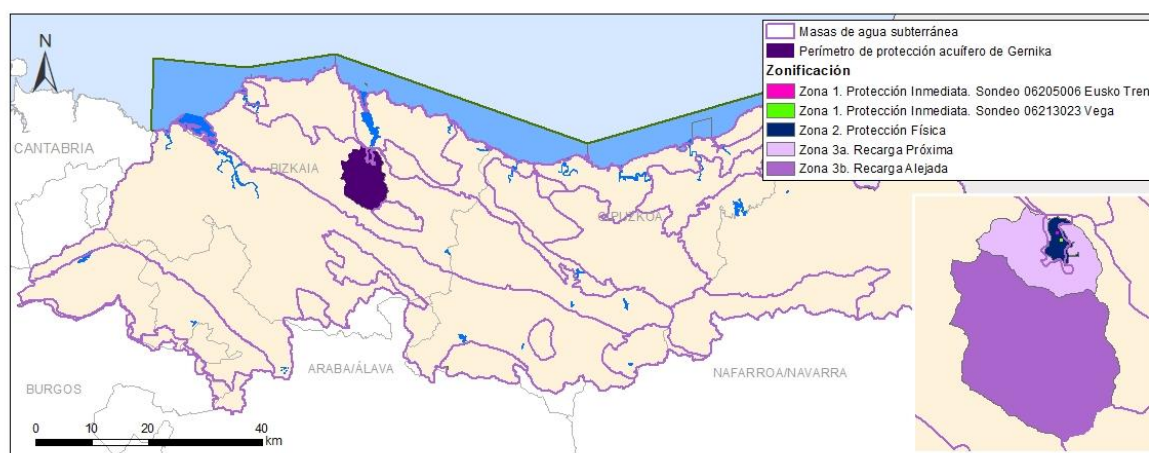 N
Masas de agua subterránea
Perímetro de protección acuífero de Gernika
Zonificación
Zona 1. Protección Inmediata. Sondeo 06205006 Eusko Tren
Zona 1. Protección Inmediata. Sondeo 06213023 Vega
Zona 2. Protección Física
Zona 3a. Recarga Próxima
Zona 3b. Recarga Alejada
CANTABRIA
BIZKAIA
GIPUZKOA
ARABA/ÁLAVA
NAFARROA/NAVARRA
BURGOS
0 10 20 40
km